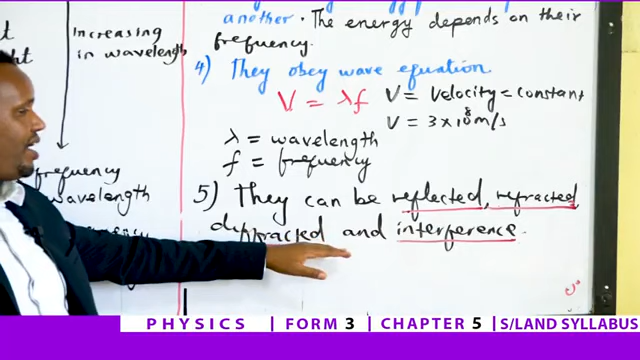 Increasing
in wavelength
frequency
wavelength
another. The energy depends on their
frequency.
4) They obey wave equation
V = λf
V = Velocity = constant
V = 3 × 10⁸ m/s
λ = wavelength
f = frequency
5) They can be reflected, refracted,
diffracted and interference.
PHYSICS | FORM 3 | CHAPTER 5 | S/LAND SYLLABUS